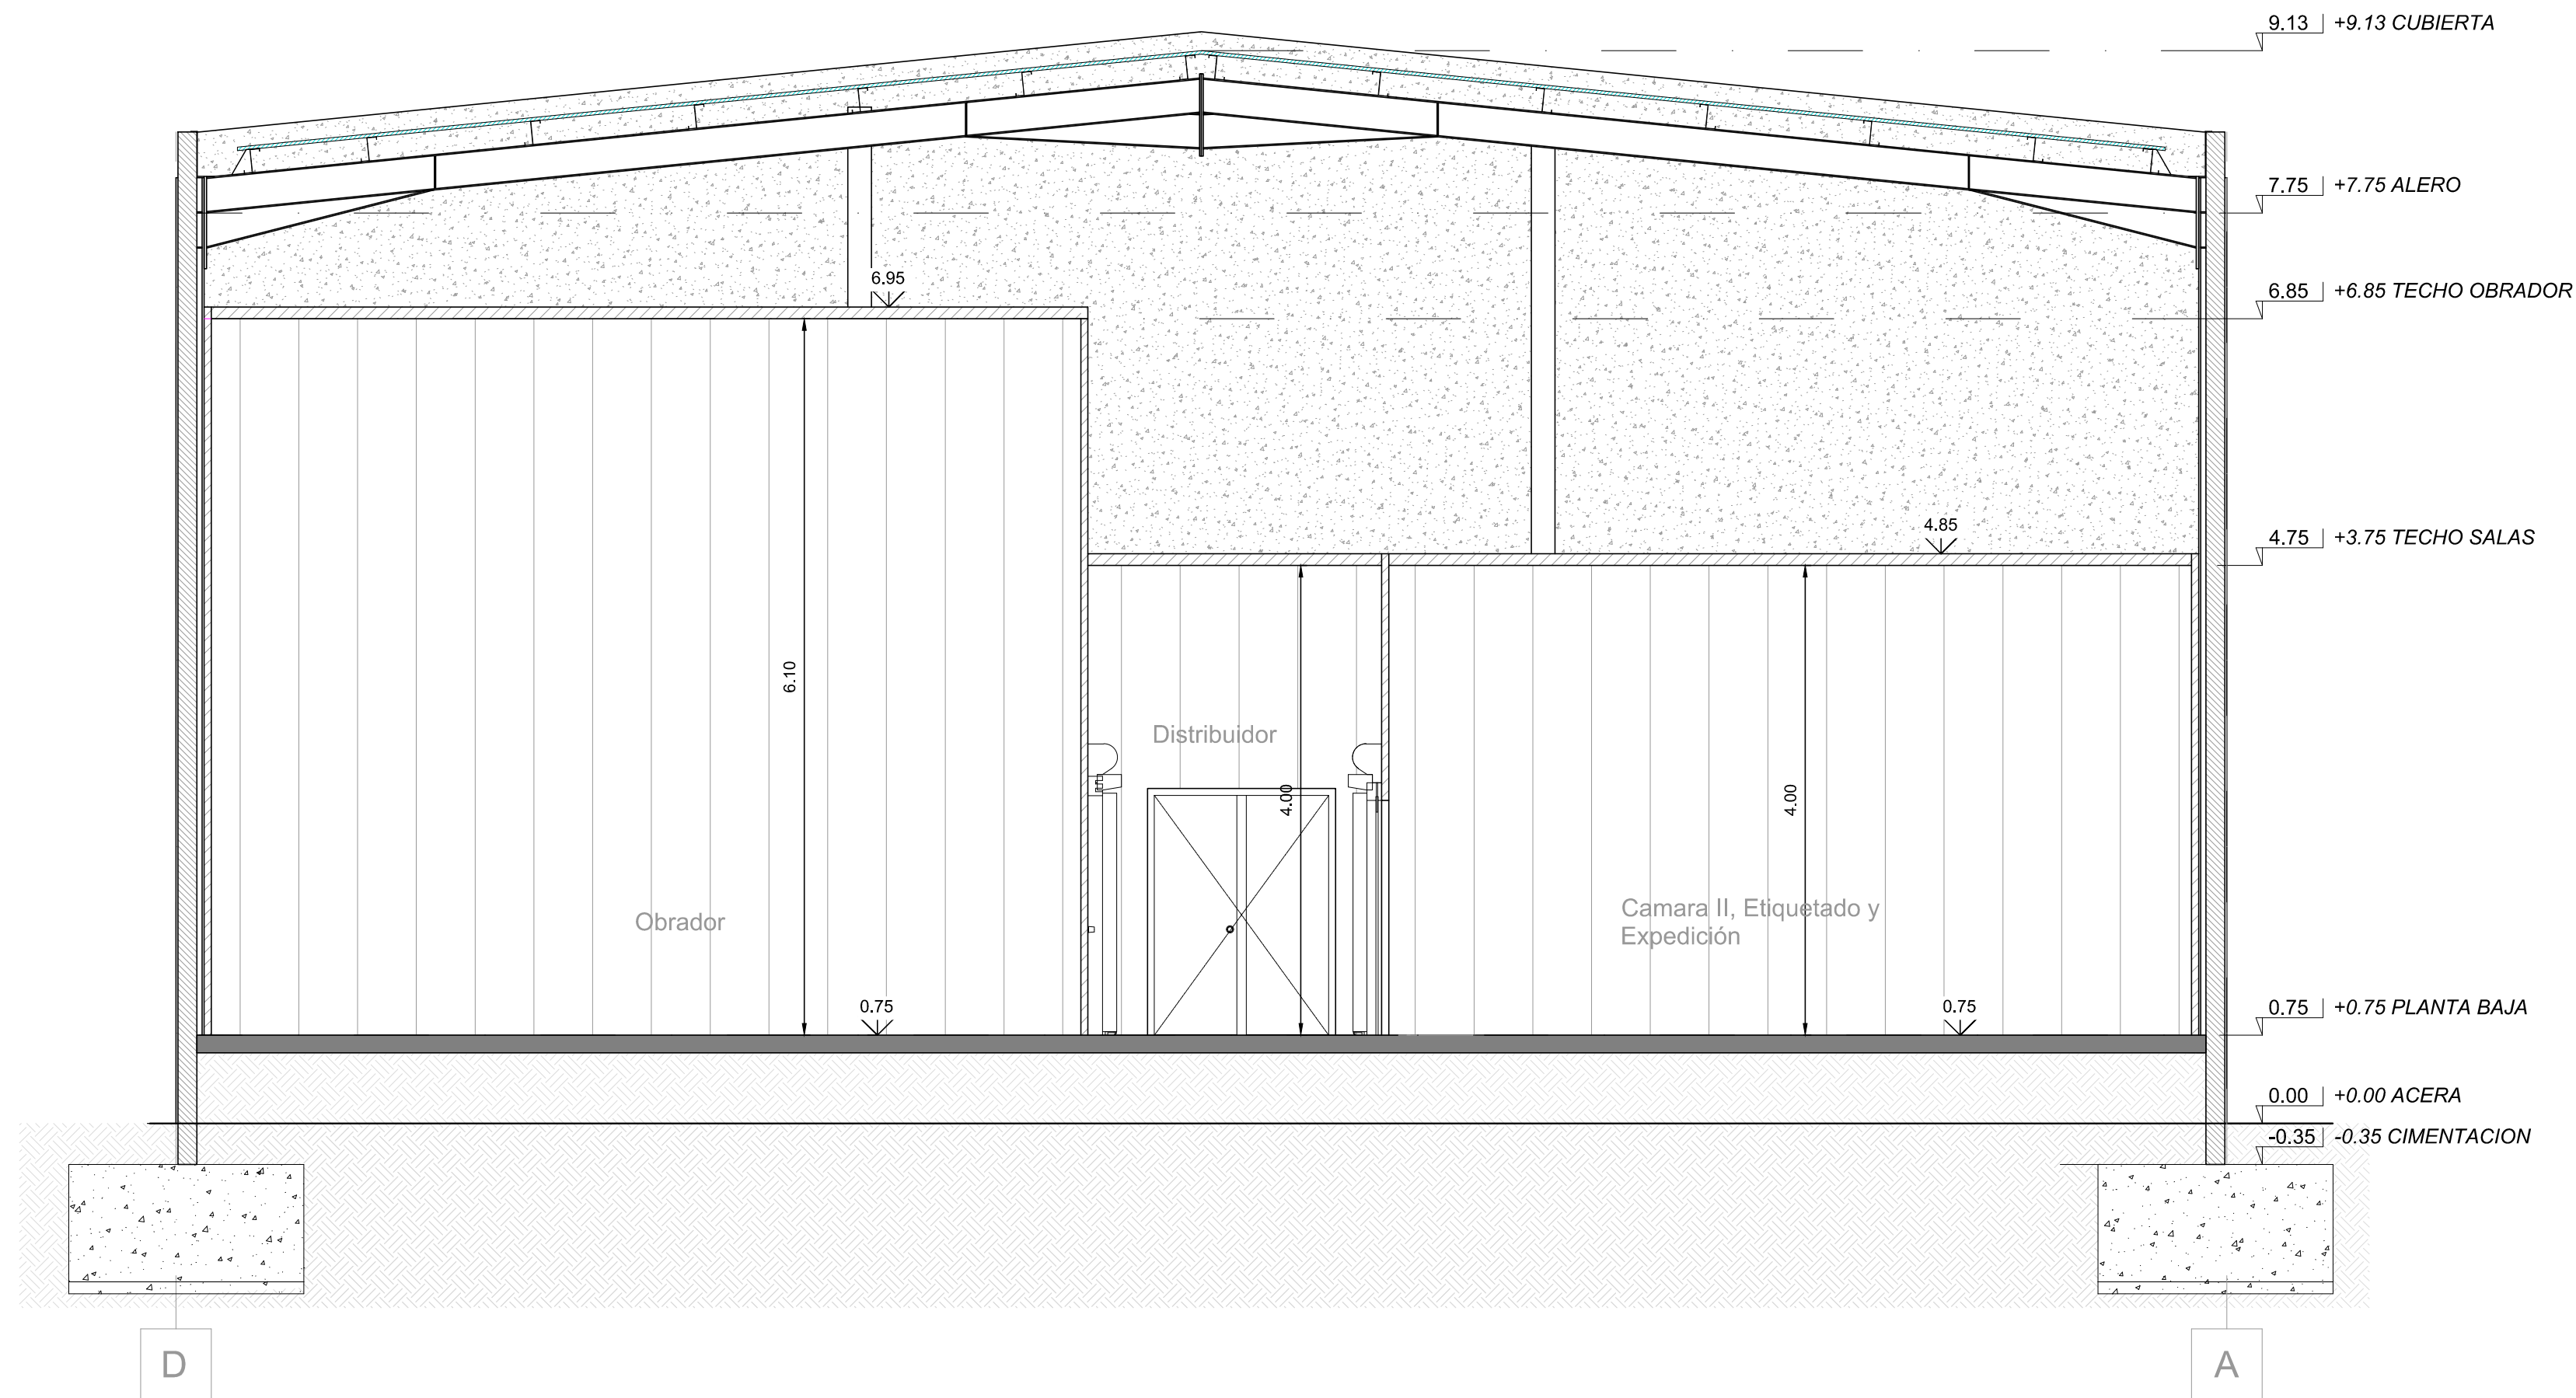 9.13 +9.13 CUBIERTA
7.75 +7.75 ALERO
6.95
6.85 +6.85 TECHO OBRADOR
4.85
4.75 +3.75 TECHO SALAS
6.10
Distribuidor
4.00
4.00
Obrador
Camara II, Etiquetado y
Expedición
0.75
0.75
0.75 +0.75 PLANTA BAJA
0.00 +0.00 ACERA
-0.35 -0.35 CIMENTACION
D
A